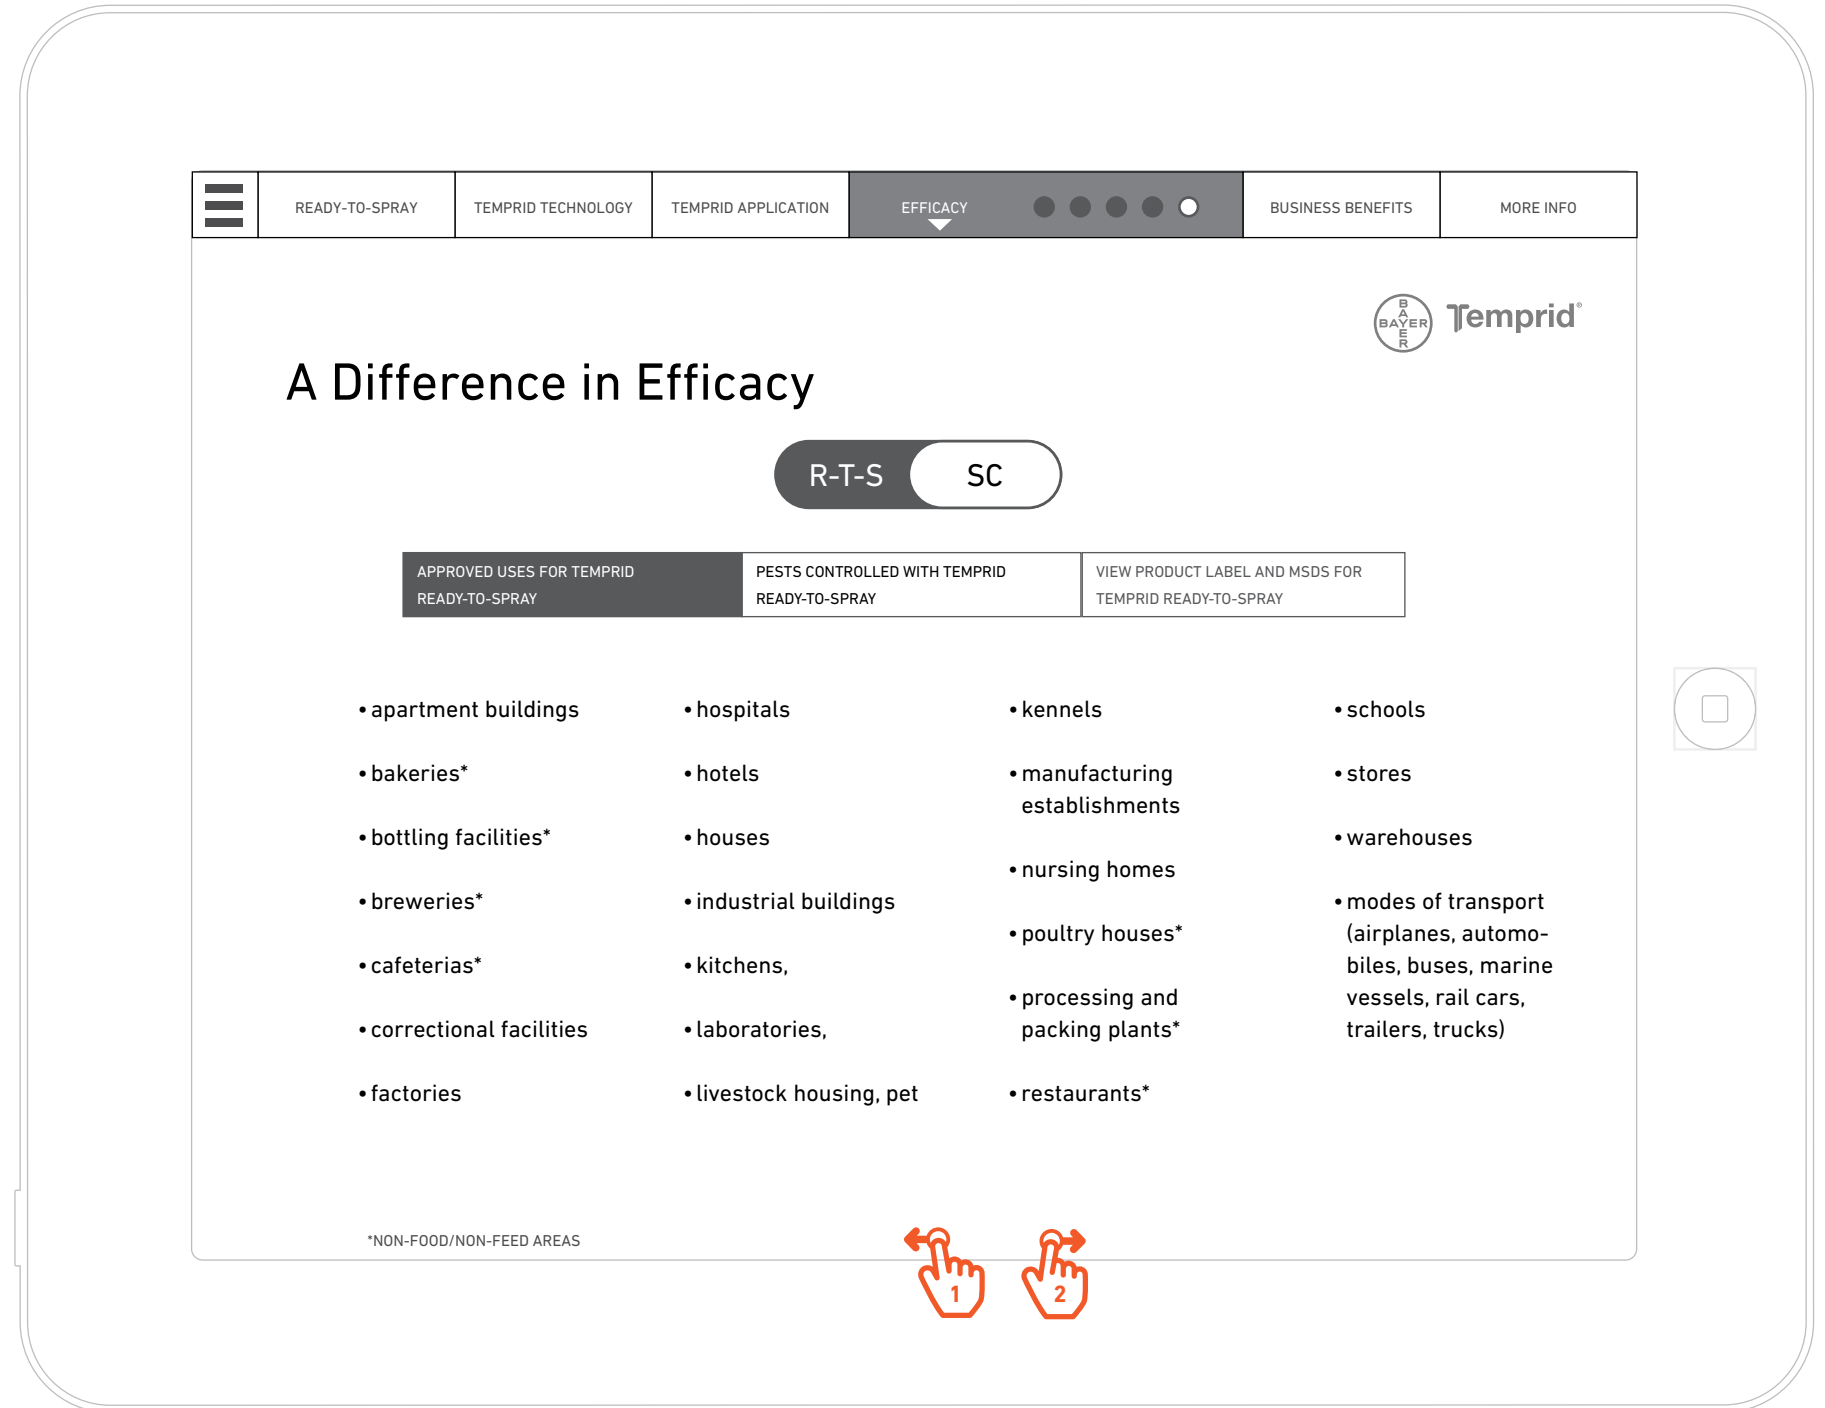 READY-TO-SPRAY
TEMPRID TECHNOLOGY
TEMPRID APPLICATION
EFFICACY
BUSINESS BENEFITS
MORE INFO
BAYER
BAYER
Temprid®
A Difference in Efficacy
R-T-S
SC
APPROVED USES FOR TEMPRID
READY-TO-SPRAY
PESTS CONTROLLED WITH TEMPRID
READY-TO-SPRAY
VIEW PRODUCT LABEL AND MSDS FOR
TEMPRID READY-TO-SPRAY
• apartment buildings
• bakeries*
• bottling facilities*
• breweries*
• cafeterias*
• correctional facilities
• factories
• hospitals
• hotels
• houses
• industrial buildings
• kitchens,
• laboratories,
• livestock housing, pet
• kennels
• manufacturing
establishments
• nursing homes
• poultry houses*
• processing and
packing plants*
• restaurants*
• schools
• stores
• warehouses
• modes of transport
(airplanes, automo-
biles, buses, marine
vessels, rail cars,
trailers, trucks)
*NON-FOOD/NON-FEED AREAS
1
2